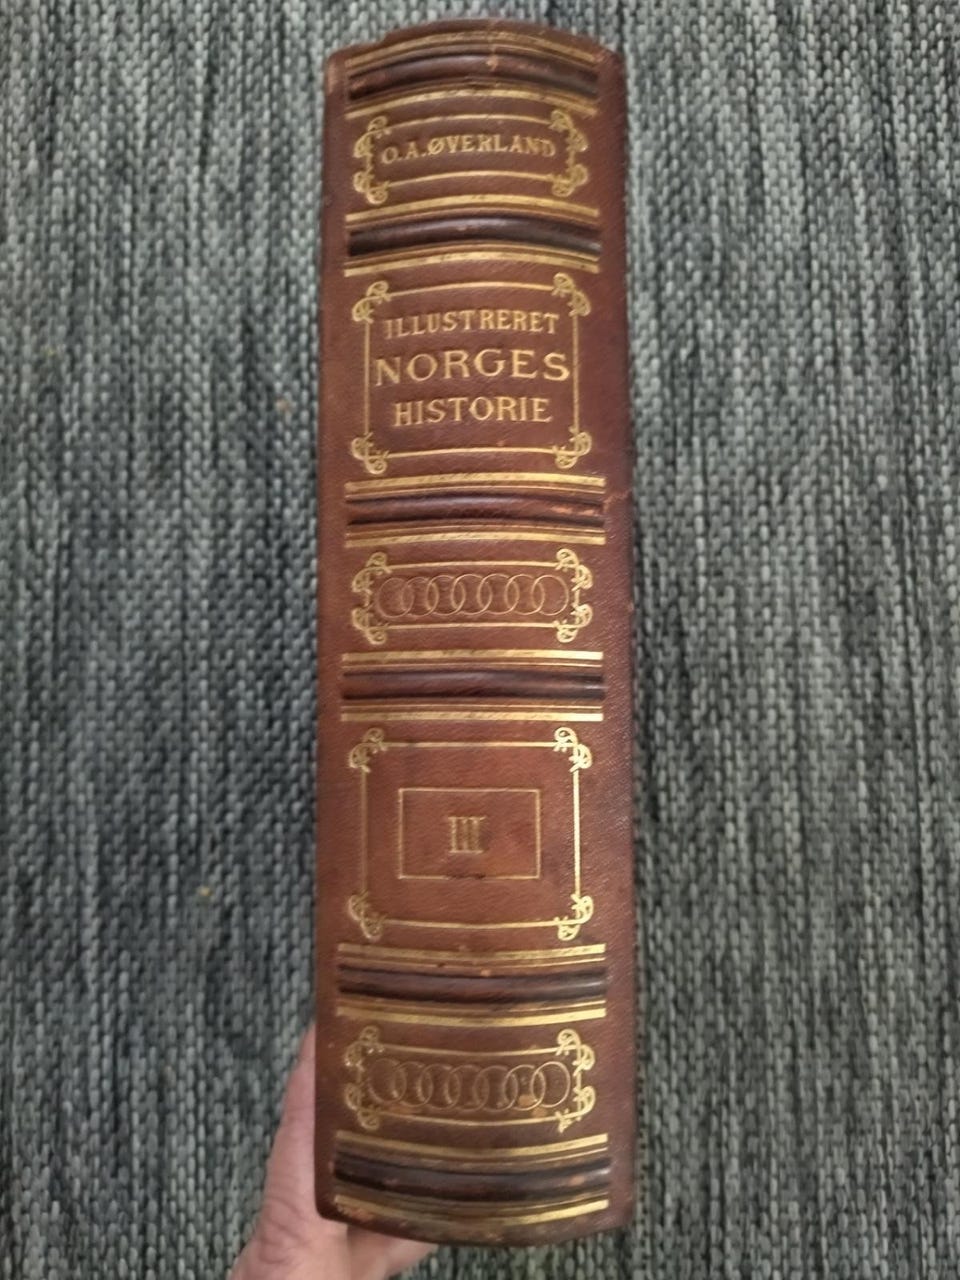 O.A.ØVERLAND
ILLUSTRERET
NORGES
HISTORIE
III